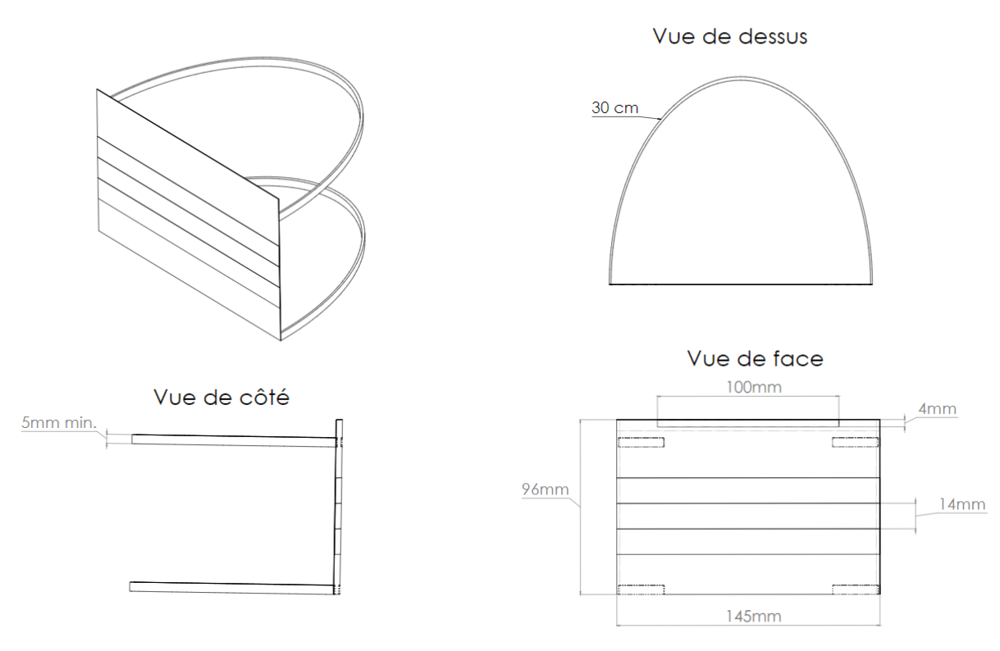 Vue de dessus
30 cm
Vue de face
100mm
Vue de côté
4mm
5mm min.
96mm
14mm
145mm